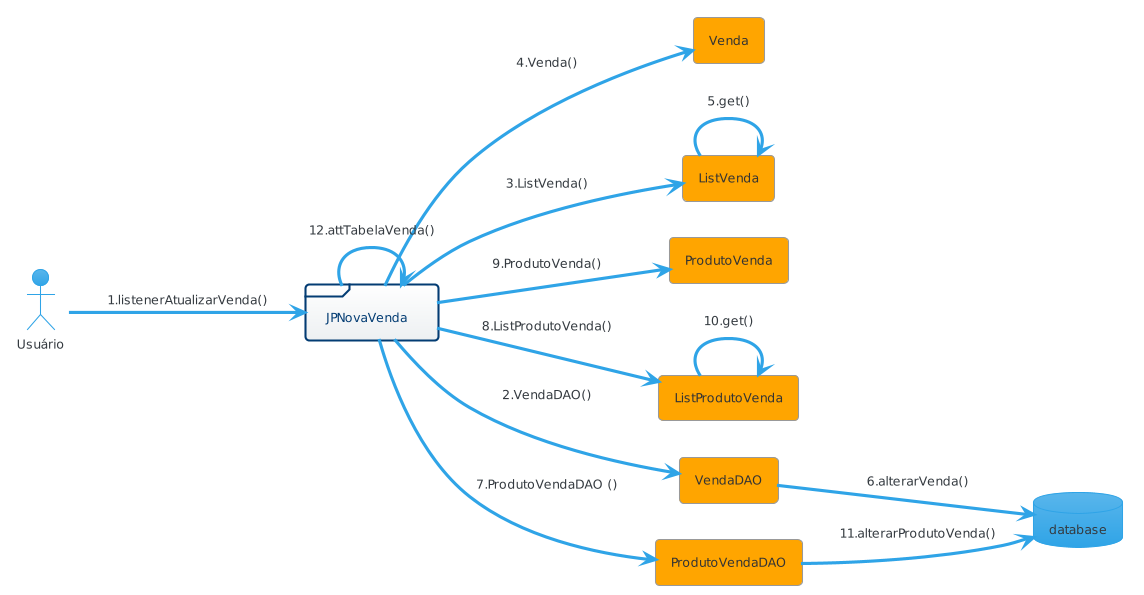 Venda
4.Venda()
5.get()
ListVenda
3.ListVenda()
12.attTabelaVenda()
ProdutoVenda
9.ProdutoVenda()
1.listenerAtualizarVenda()
JPNovaVenda
8.ListProdutoVenda()
10.get()
Usuário
ListProdutoVenda
2.VendaDAO()
VendaDAO
6.alterarVenda()
7.ProdutoVendaDAO ()
database
11.alterarProdutoVenda()
ProdutoVendaDAO